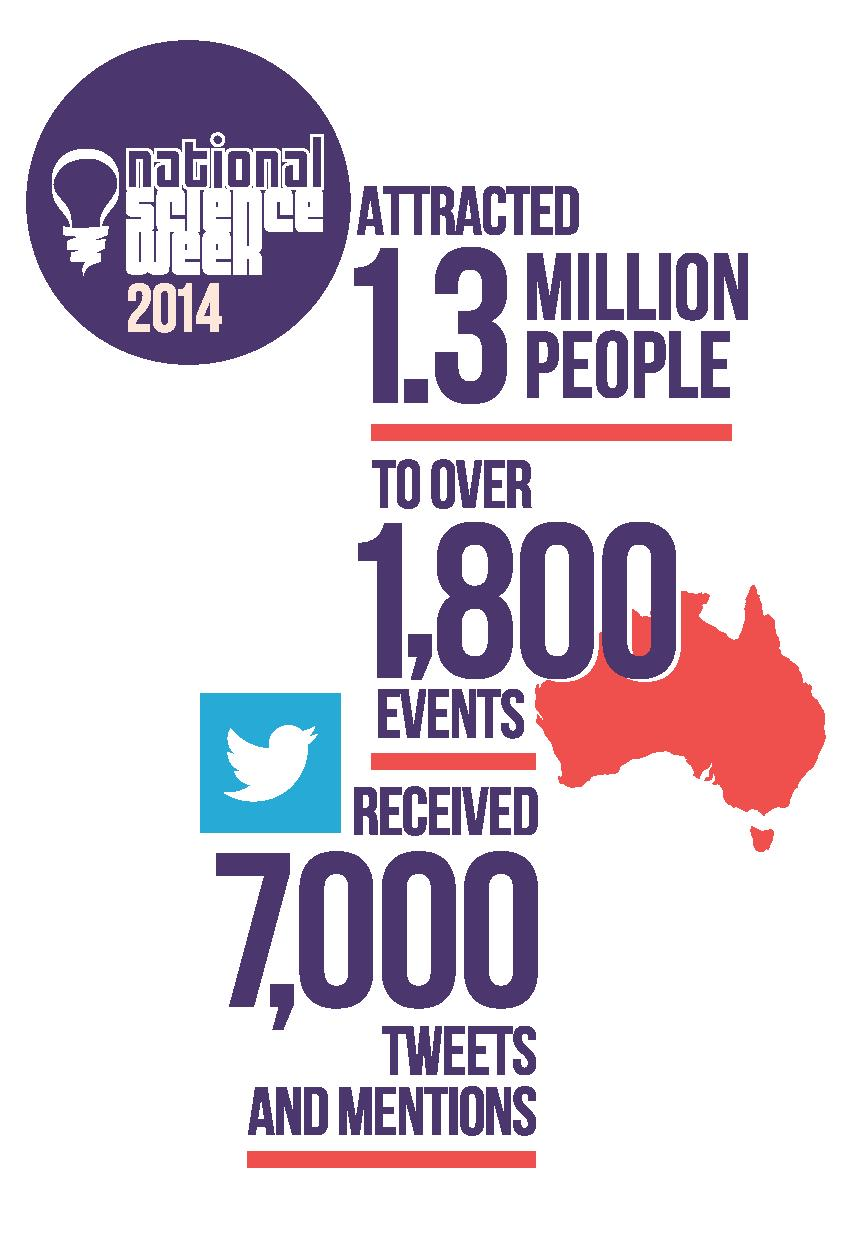 national
science
week
2014
ATTRACTED
1.3 MILLION
PEOPLE
TO OVER
1,800
EVENTS
RECEIVED
7,000
TWEETS
AND MENTIONS